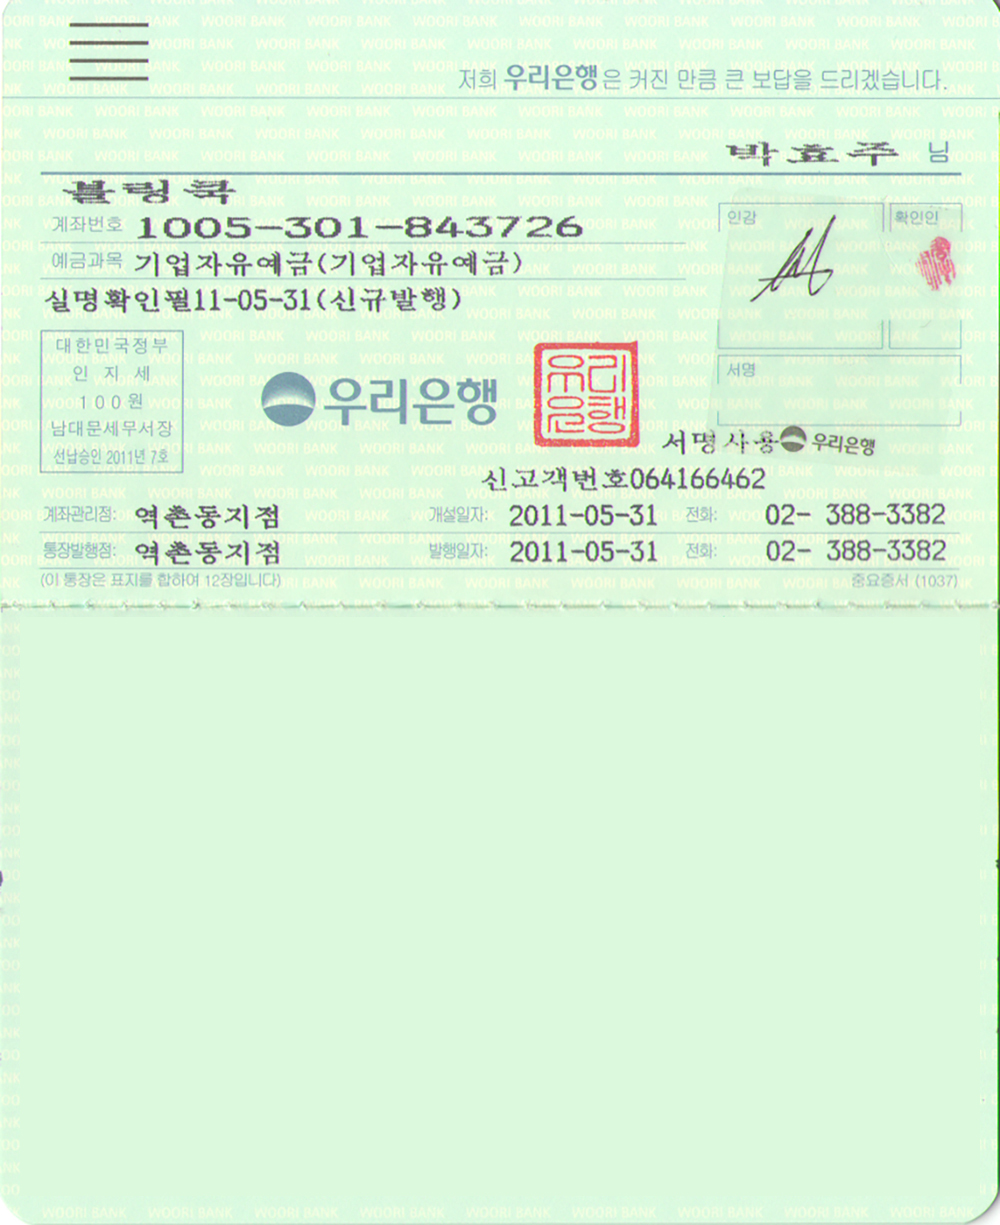 저희 우리은행은 커진 만큼 큰 보답을 드리겠습니다.
박효주 님
블링쿡
계좌번호 1005-301-843726
예금과목 기업자유예금(기업자유예금)
실명확인필11-05-31(신규발행)
인감 확인인
대한민국정부
인 지 세
100원
남대문세무서장
선납승인 2011년 7호
우리은행
우리
은행
서명
서명사용 우리은행
신고객번호064166462
계좌관리점: 역촌동지점 개설일자: 2011-05-31 전화: 02- 388-3382
통장발행점: 역촌동지점 발행일자: 2011-05-31 전화: 02- 388-3382
(이 통장은 표지를 합하여 12장입니다) 중요증서 (1037)
WOORI BANK